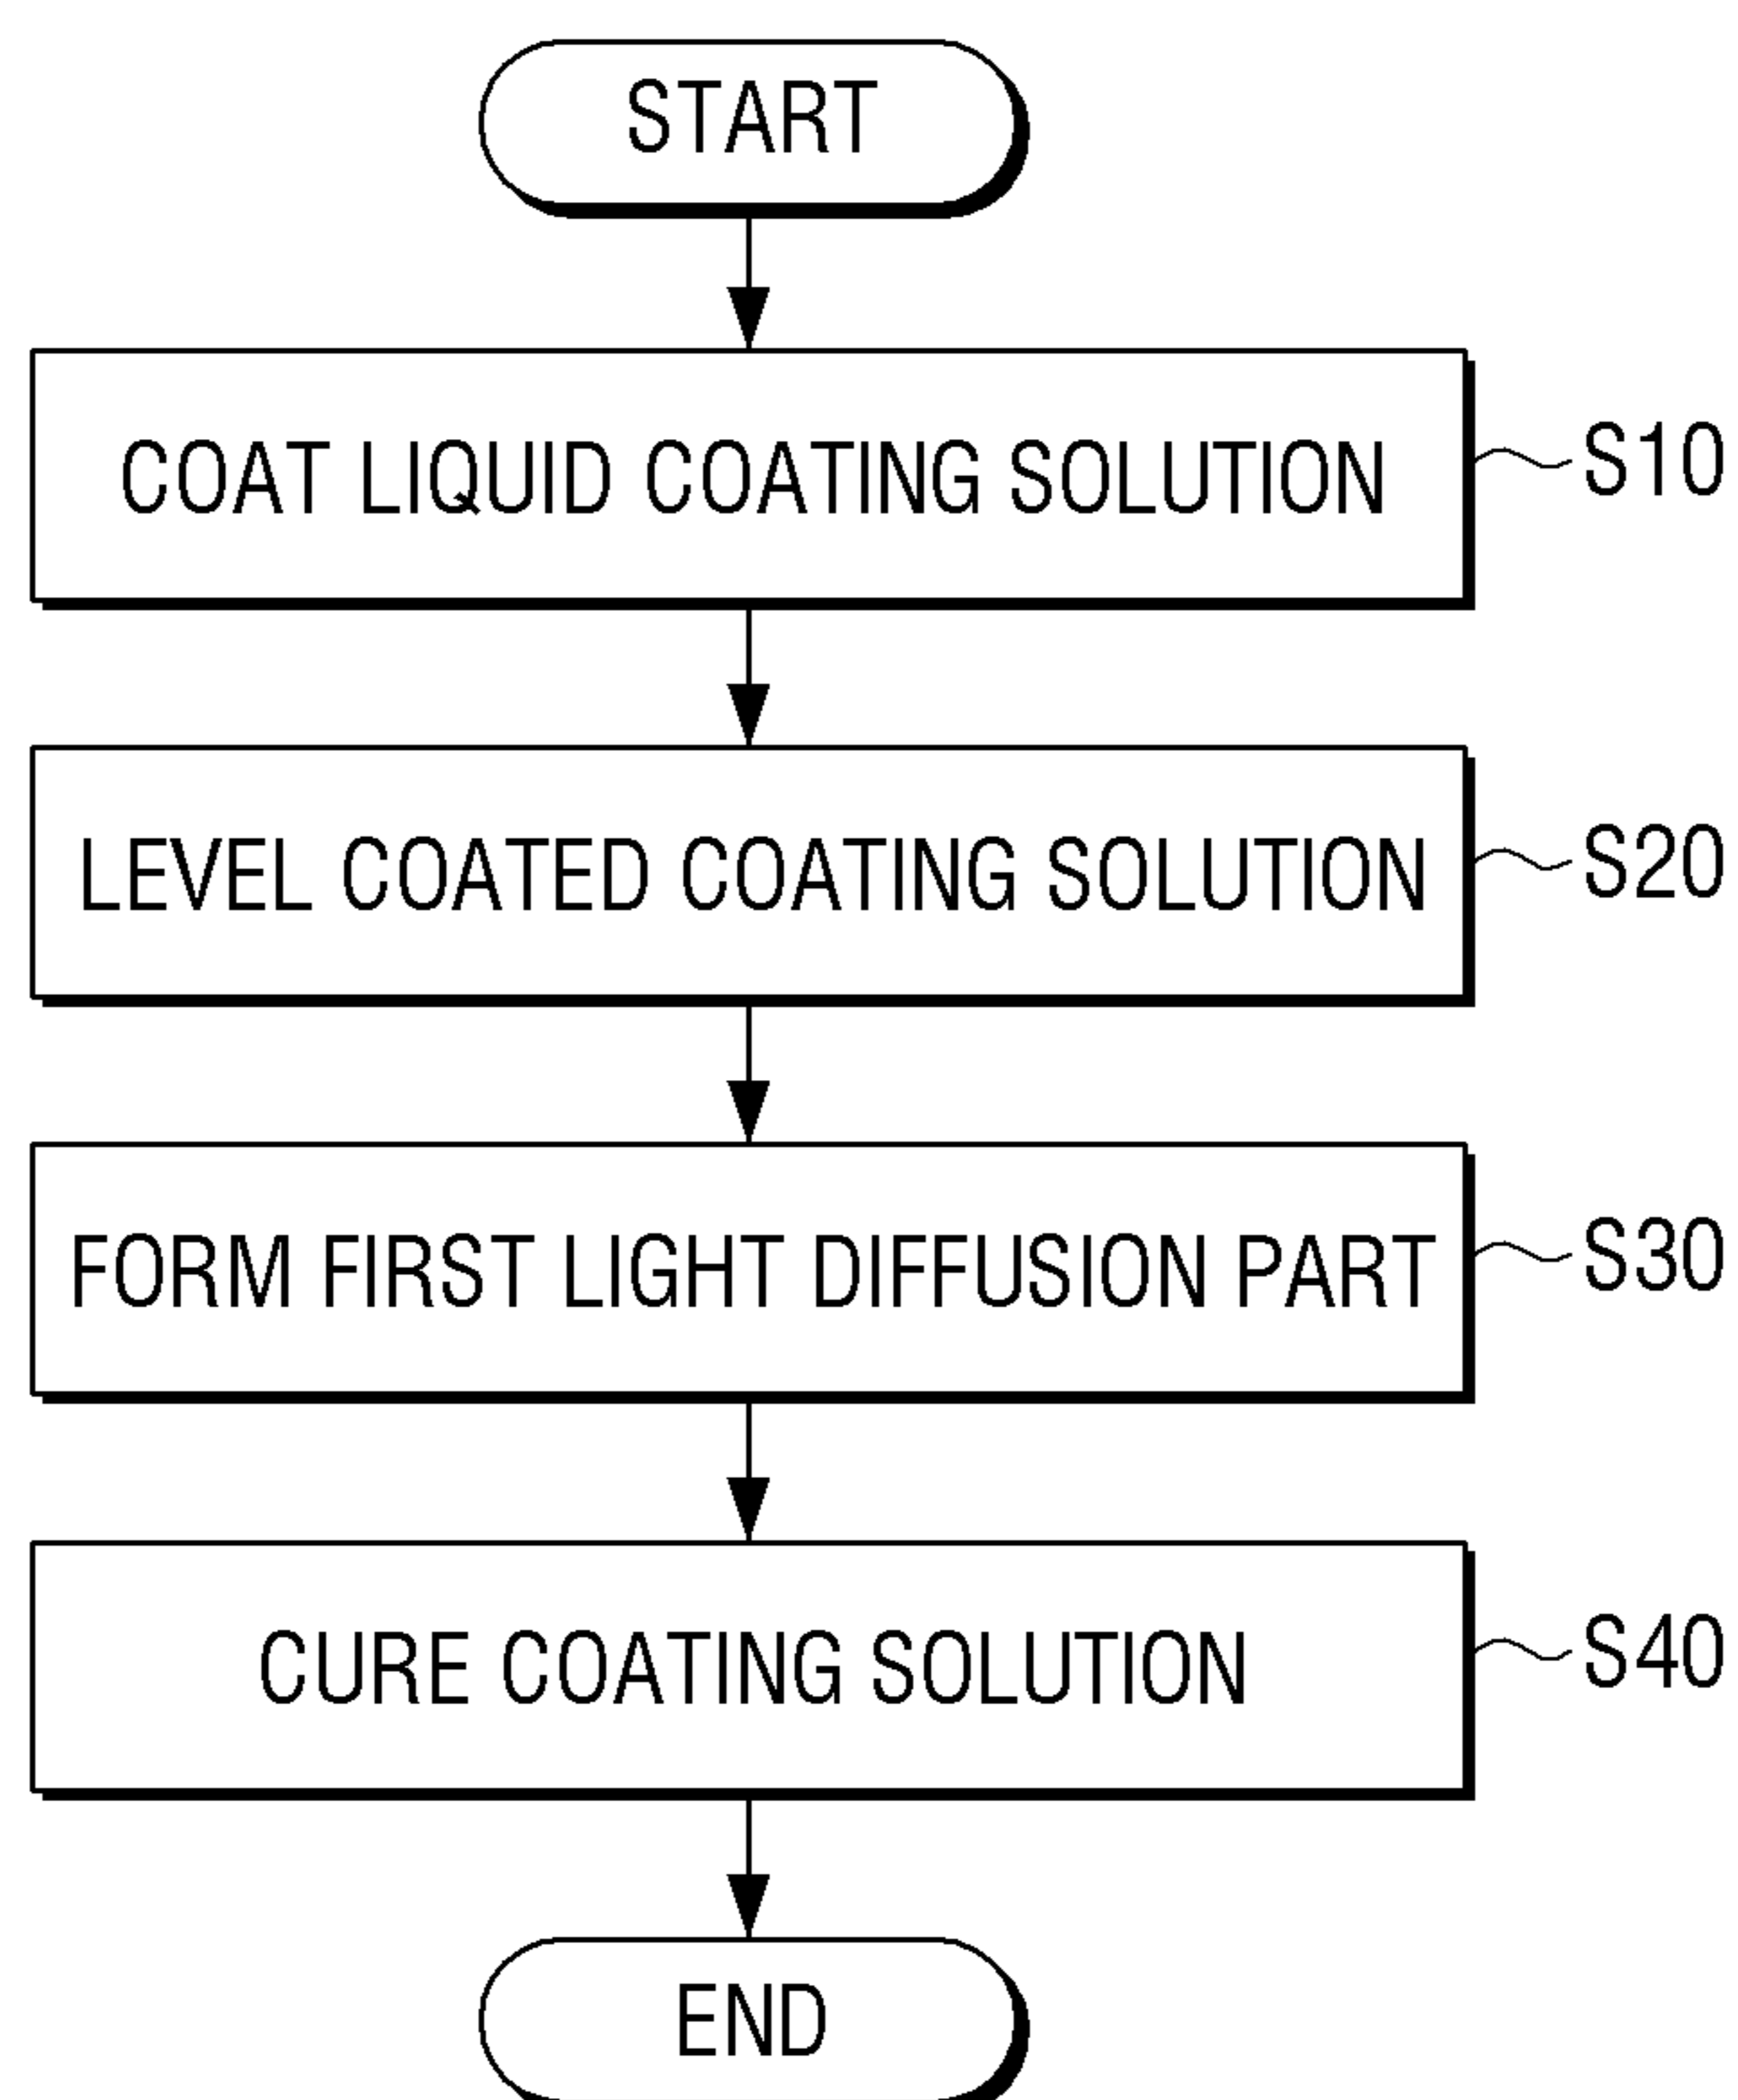 START
COAT LIQUID COATING SOLUTION
S10
LEVEL COATED COATING SOLUTION
S20
FORM FIRST LIGHT DIFFUSION PART
S30
CURE COATING SOLUTION
S40
END